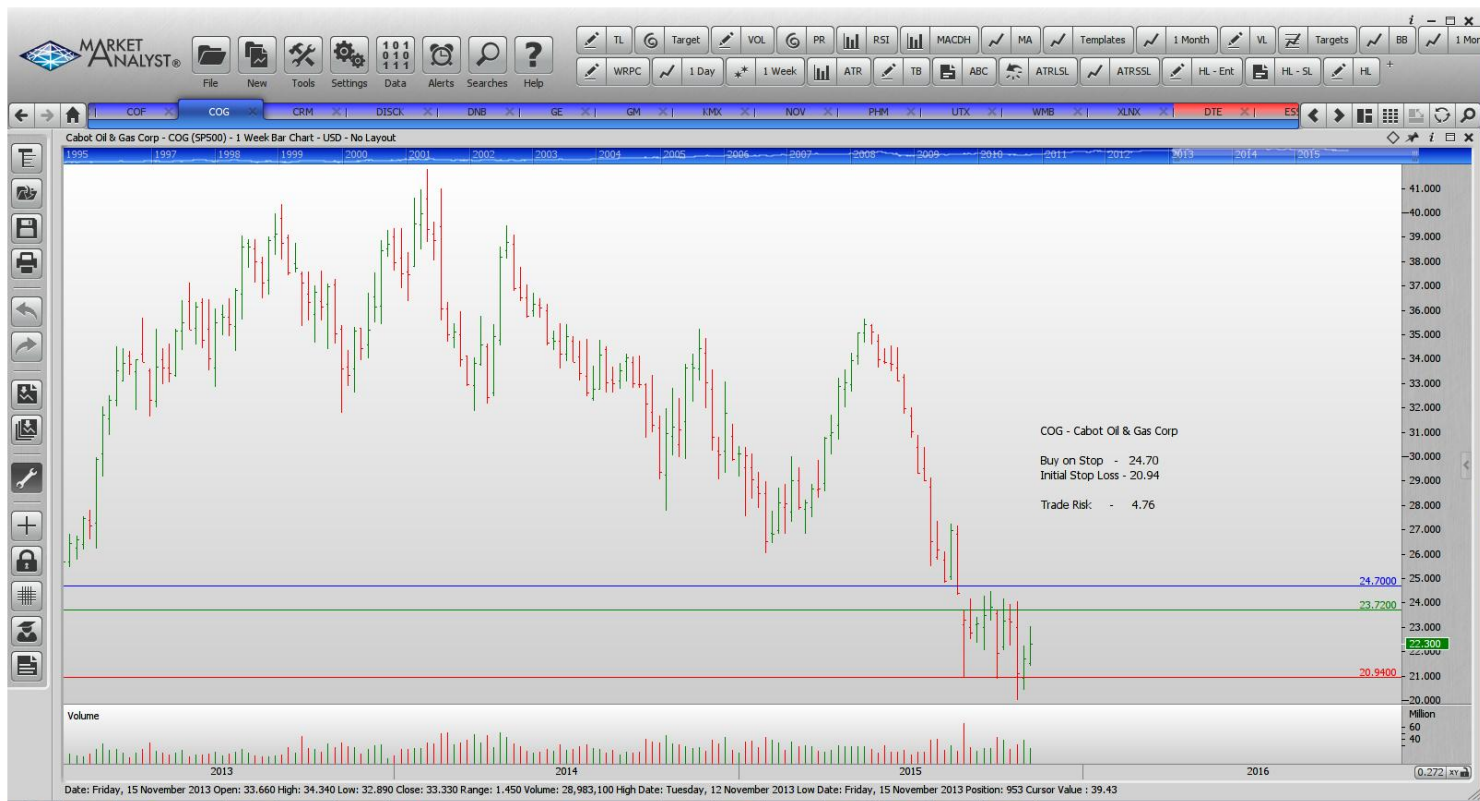 MARKET
ANALYST®
i
File New Tools Settings Data Alerts Searches Help
TL Target VOL PR RSI MACDH MA Templates 1 Month VL Targets BB 1 Mor
WRPC 1 Day 1 Week ATR TB ABC ATRLSL ATRSSL HL - Ent HL - SL HL +
COF COG CRM DISCK DNB GE GM KMX NOV PHM UTX WMB XLNX DTE ES
Cabot Oil & Gas Corp - COG (SP500) - 1 Week Bar Chart - USD - No Layout
1995 1997 1998 1999 2000 2001 2002 2003 2004 2005 2006 2007 2008 2009 2010 2011 2012 2013 2014 2015
41.000
40.000
39.000
38.000
37.000
36.000
35.000
34.000
33.000
32.000
31.000
COG - Cabot Oil & Gas Corp
30.000
Buy on Stop - 24.70
Initial Stop Loss - 20.94
29.000
Trade Risk - 4.76
28.000
27.000
26.000
25.000
24.7000
24.000
23.7200
23.000
22.300
22.000
21.000
20.9400
20.000
Volume
Million
60
40
2013 2014 2015 2016
0.272 XY
Date: Friday, 15 November 2013 Open: 33.660 High: 34.340 Low: 32.890 Close: 33.330 Range: 1.450 Volume: 28,983,100 High Date: Tuesday, 12 November 2013 Low Date: Friday, 15 November 2013 Position: 953 Cursor Value : 39.43